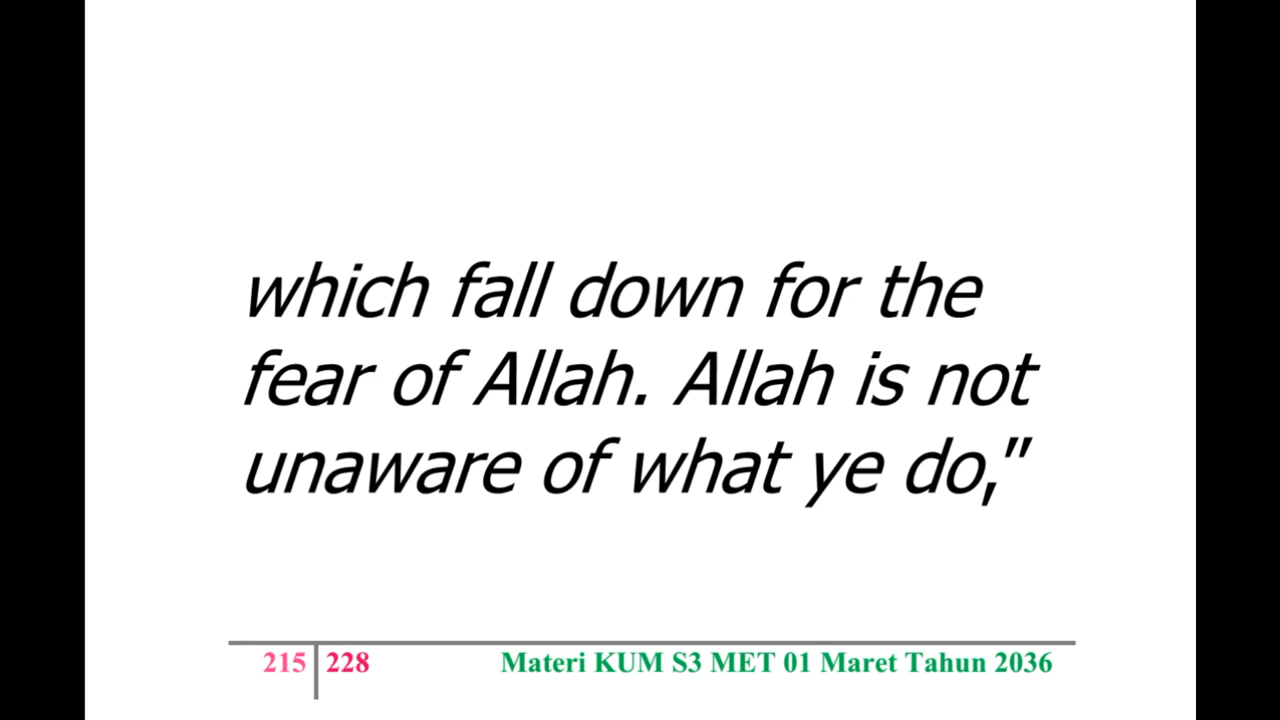 which fall down for the
fear of Allah. Allah is not
unaware of what ye do,”
215 228 Materi KUM S3 MET 01 Maret Tahun 2036